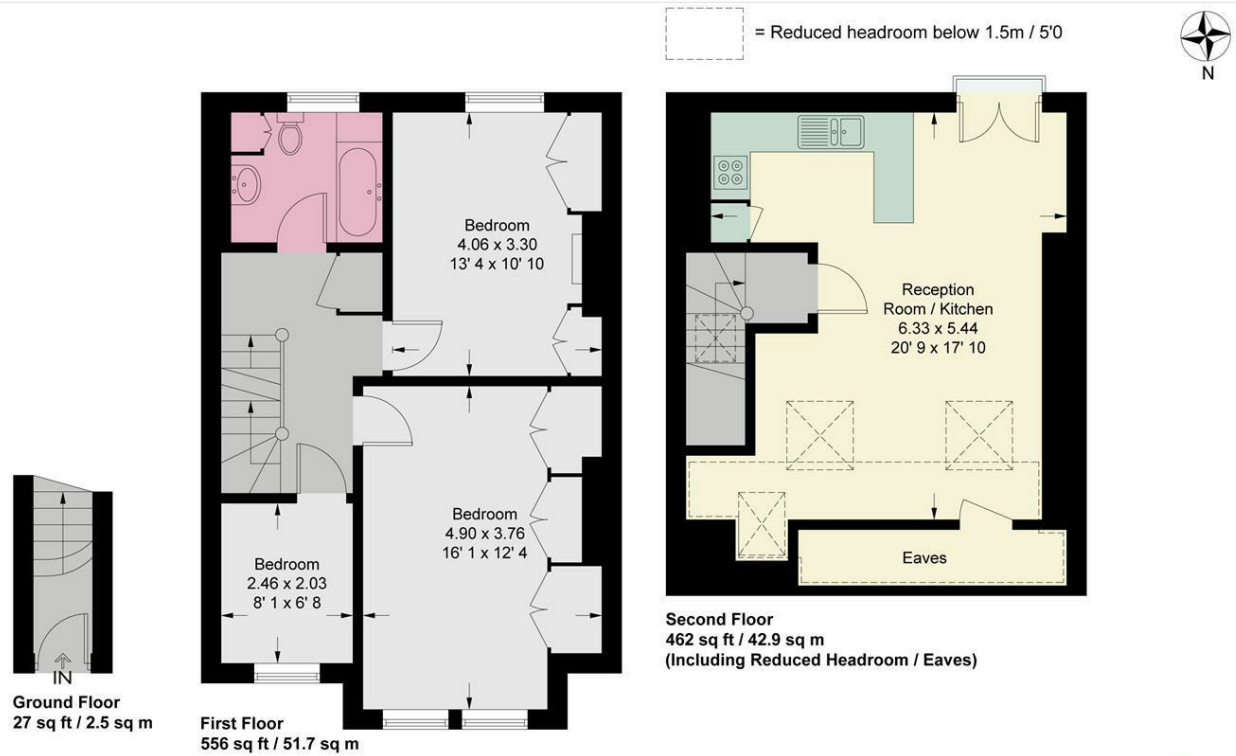 = Reduced headroom below 1.5m / 5'0
N
Bedroom
4.06 x 3.30
13' 4 x 10' 10
Bedroom
4.90 x 3.76
16' 1 x 12' 4
Bedroom
2.46 x 2.03
8' 1 x 6' 8
Reception
Room / Kitchen
6.33 x 5.44
20' 9 x 17' 10
Eaves
IN
Ground Floor
27 sq ft / 2.5 sq m
First Floor
556 sq ft / 51.7 sq m
Second Floor
462 sq ft / 42.9 sq m
(Including Reduced Headroom / Eaves)